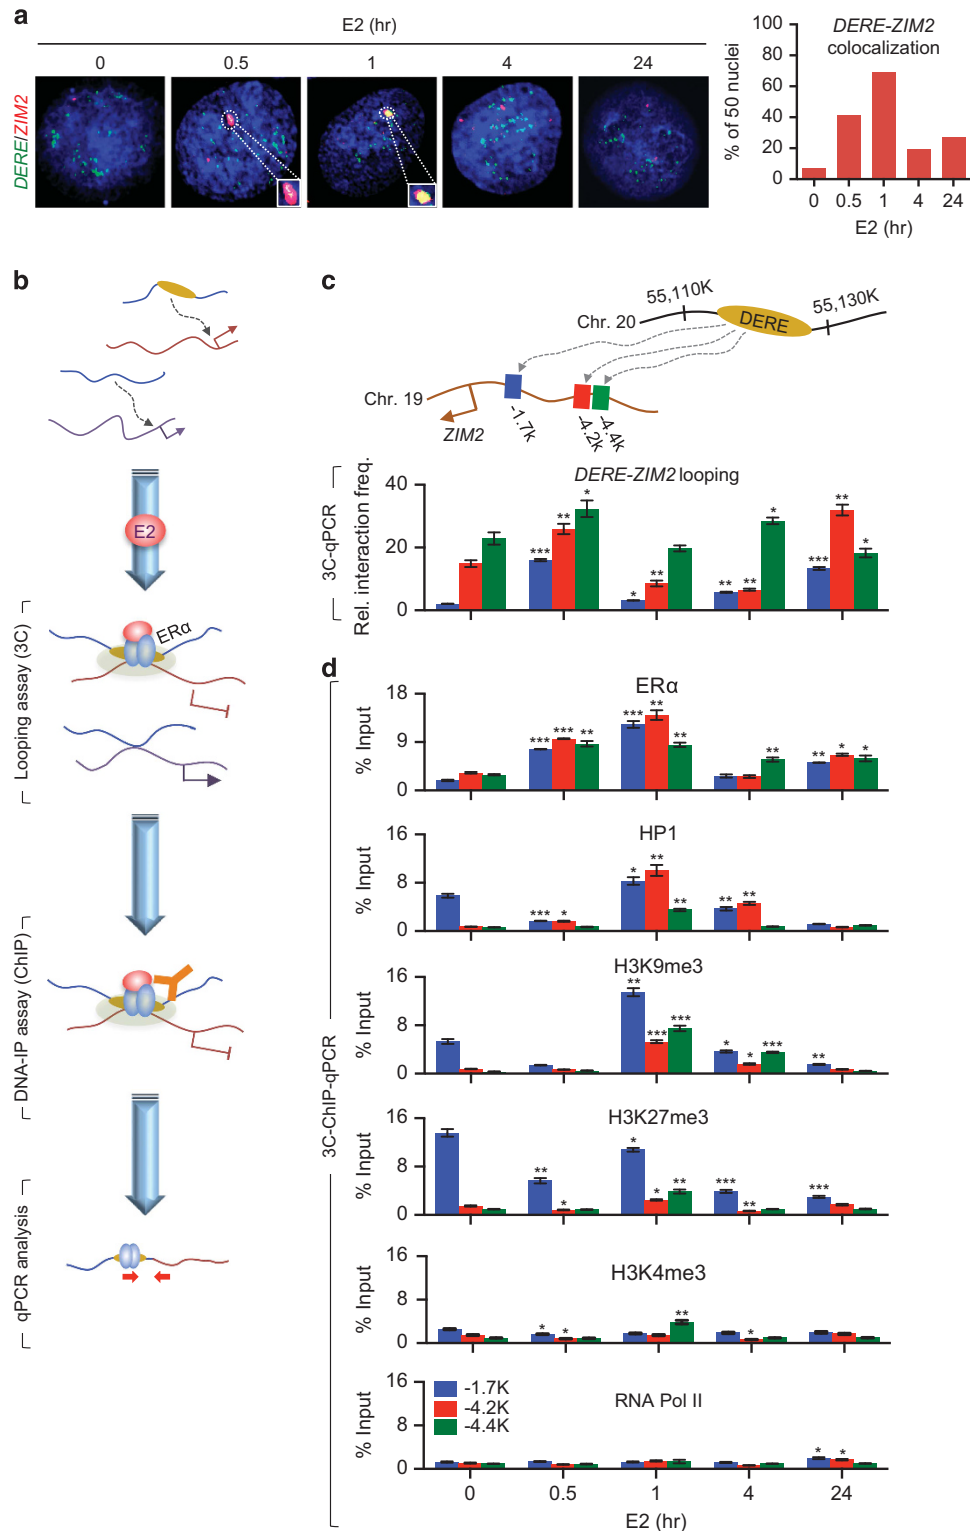 a
E2 (hr)
0 0.5 1 4 24
DERE/ZIM2
DERE-ZIM2
colocalization
% of 50 nuclei
100
80
60
40
20
0
0 0.5 1 4 24
E2 (hr)
b
E2
Looping assay (3C)
ERα
DNA-IP assay (ChIP)
qPCR analysis
c
55,110K
55,130K
Chr. 20
DERE
Chr. 19
ZIM2
-1.7k
-4.2k
-4.4k
3C-qPCR
Rel. interaction freq.
DERE-ZIM2 looping
40
20
0
*** ** *
* **
** ** *
*** ** *
d
3C-ChIP-qPCR
ERα
% Input
18
9
0
*** *** **
*** ** **
**
** * *
HP1
% Input
16
8
0
*** *
* ** **
** **
H3K9me3
% Input
16
8
0
** *** ***
* * ***
**
H3K27me3
% Input
16
8
0
** *
* * **
*** **
***
H3K4me3
% Input
16
8
0
* *
**
*
RNA Pol II
% Input
16
8
0
-1.7K
-4.2K
-4.4K
* *
0 0.5 1 4 24
E2 (hr)